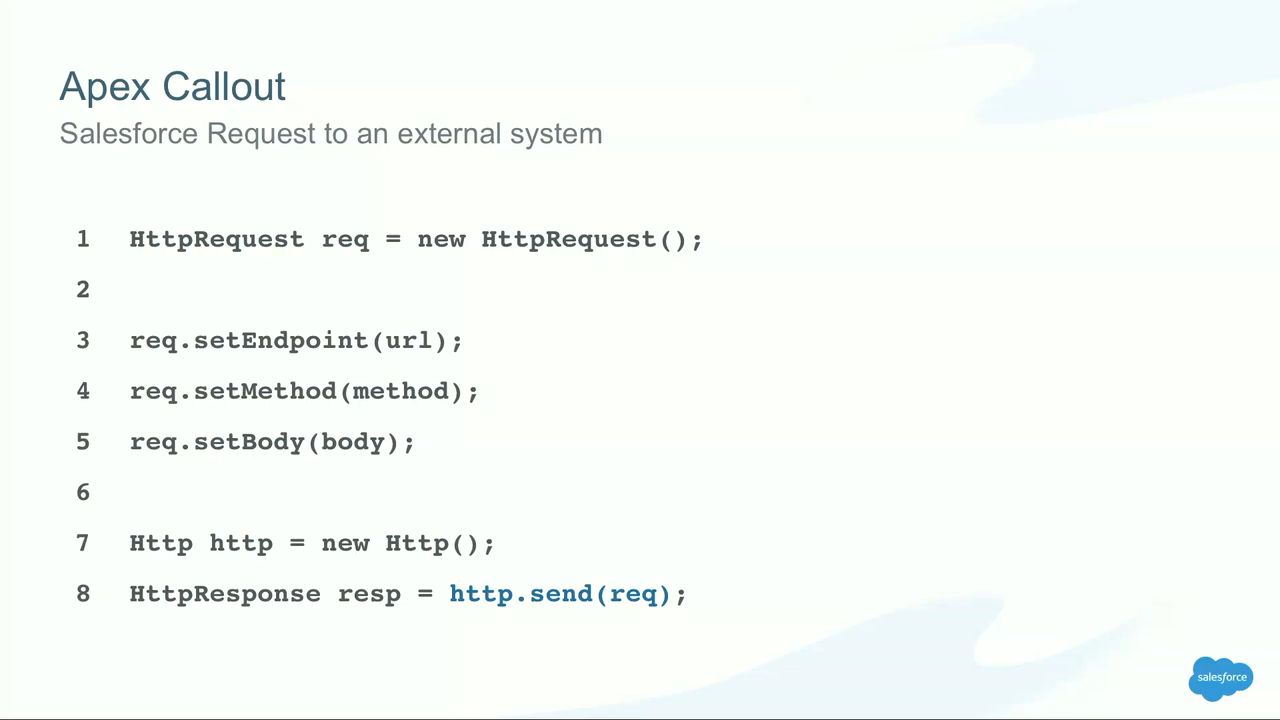 Apex Callout
Salesforce Request to an external system
1 HttpRequest req = new HttpRequest();
2
3 req.setEndpoint(url);
4 req.setMethod(method);
5 req.setBody(body);
6
7 Http http = new Http();
8 HttpResponse resp = http.send(req);
salesforce